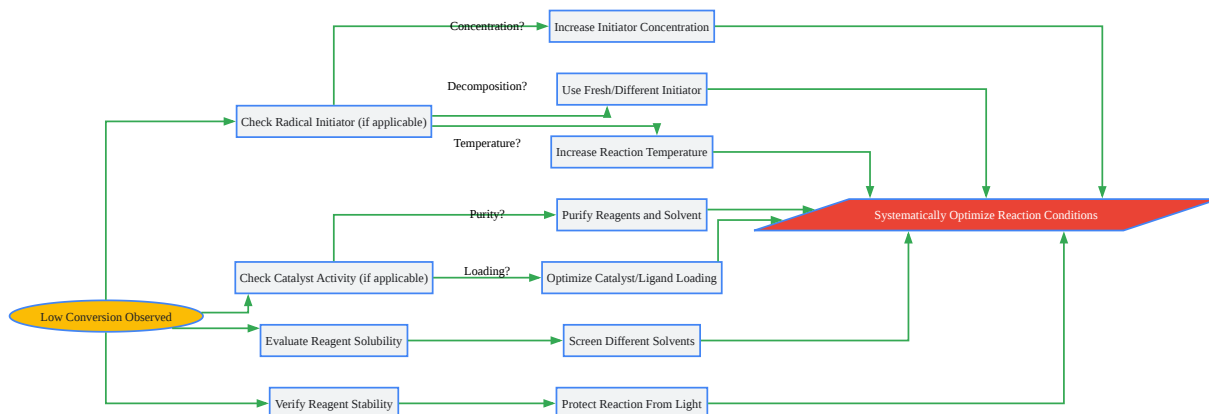 Concentration?
Increase Initiator Concentration
Decomposition?
Use Fresh/Different Initiator
Check Radical Initiator (if applicable)
Temperature?
Increase Reaction Temperature
Purity?
Purify Reagents and Solvent
Systematically Optimize Reaction Conditions
Check Catalyst Activity (if applicable)
Loading?
Optimize Catalyst/Ligand Loading
Low Conversion Observed
Evaluate Reagent Solubility
Screen Different Solvents
Verify Reagent Stability
Protect Reaction From Light